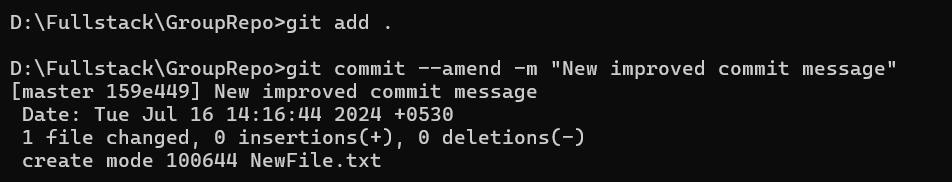 D:\Fullstack\GroupRepo>git add .
D:\Fullstack\GroupRepo>git commit --amend -m "New improved commit message"
[master 159e449] New improved commit message
Date: Tue Jul 16 14:16:44 2024 +0530
1 file changed, 0 insertions(+), 0 deletions(-)
create mode 100644 NewFile.txt